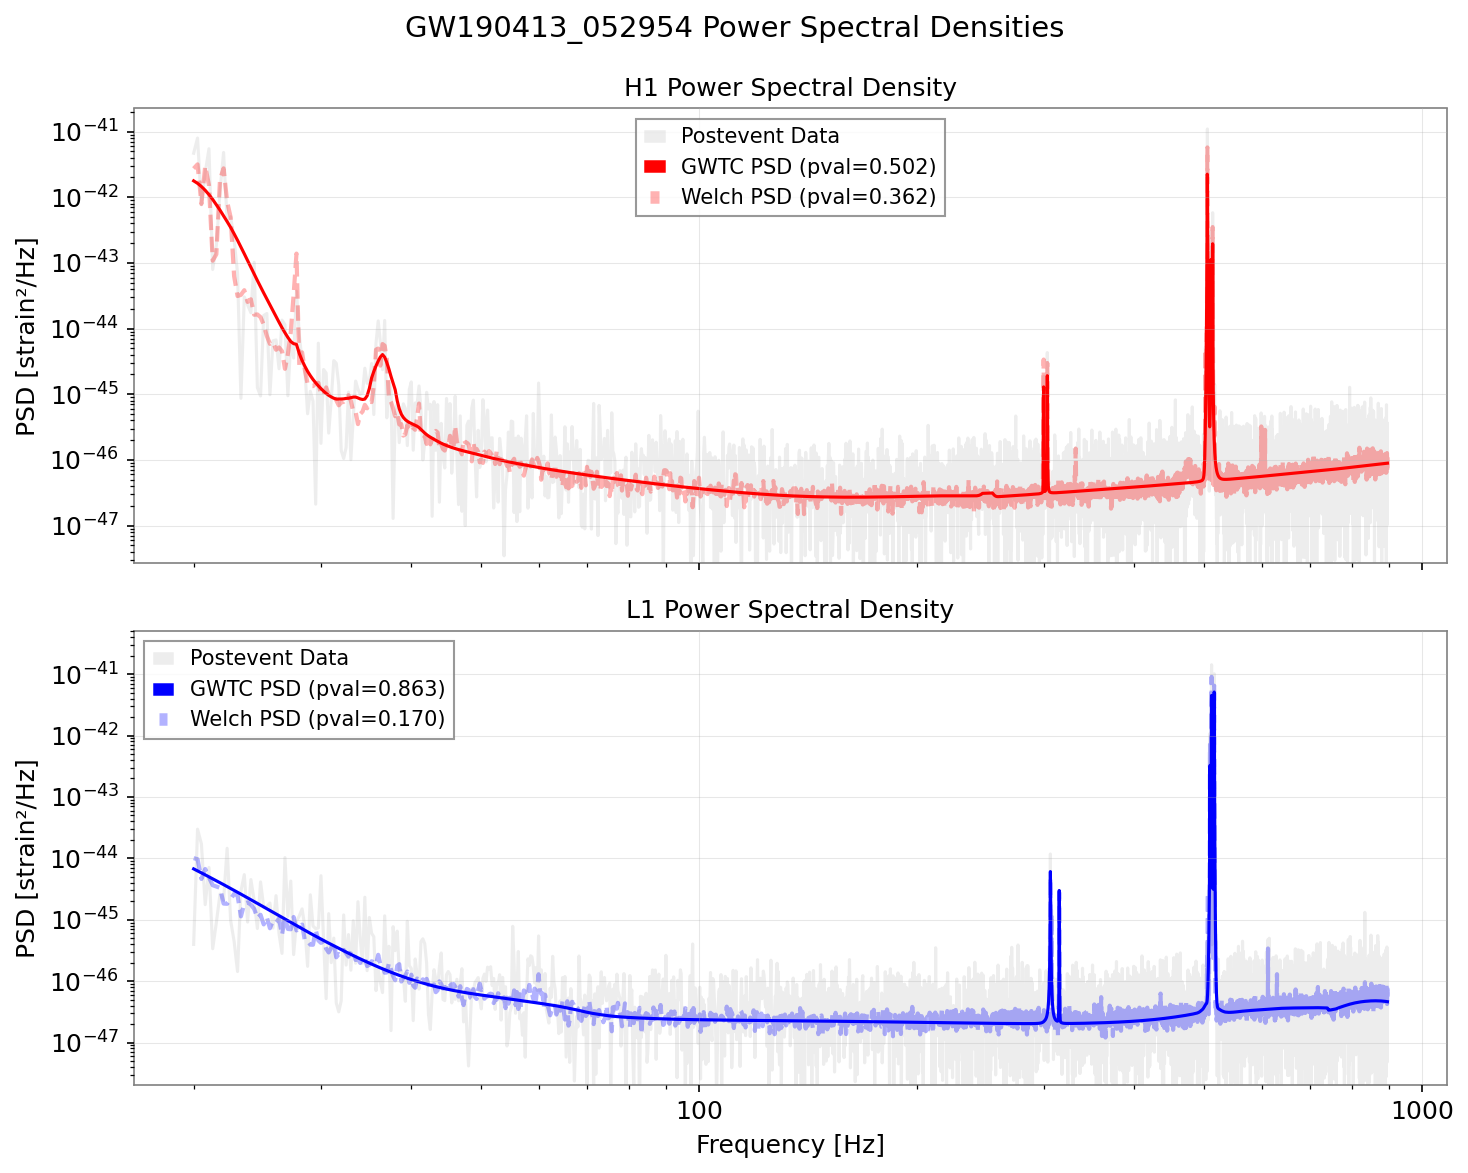 GW190413_052954 Power Spectral Densities
H1 Power Spectral Density
10⁻⁴¹
10⁻⁴²
10⁻⁴³
10⁻⁴⁴
10⁻⁴⁵
10⁻⁴⁶
10⁻⁴⁷
PSD [strain²/Hz]
Postevent Data
GWTC PSD (pval=0.502)
Welch PSD (pval=0.362)
L1 Power Spectral Density
10⁻⁴¹
10⁻⁴²
10⁻⁴³
10⁻⁴⁴
10⁻⁴⁵
10⁻⁴⁶
10⁻⁴⁷
PSD [strain²/Hz]
Postevent Data
GWTC PSD (pval=0.863)
Welch PSD (pval=0.170)
100
1000
Frequency [Hz]